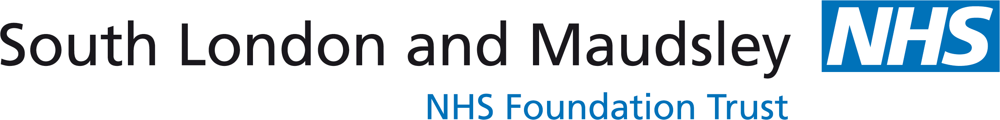 South London and Maudsley NHS
NHS Foundation Trust